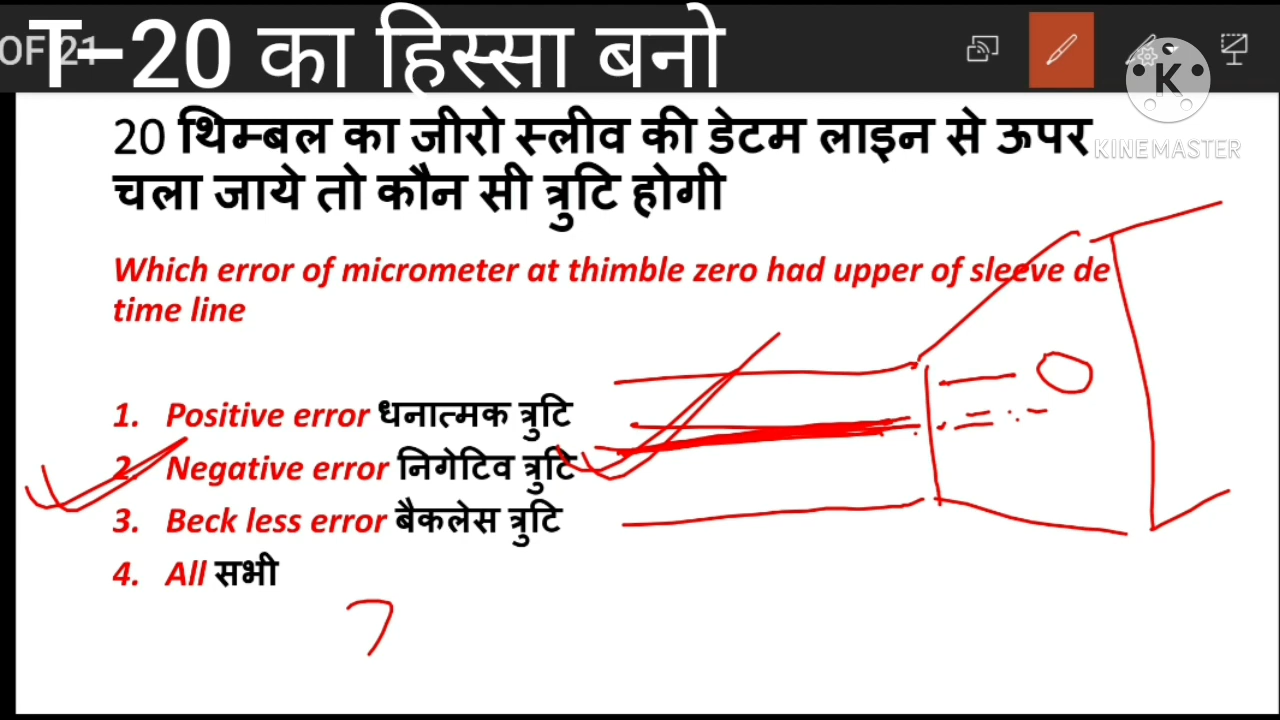 T-20 का हिस्सा बनो
OF 21
K
KINEMASTER
20 थिम्बल का जीरो स्लीव की डेटम लाइन से ऊपर
चला जाये तो कौन सी त्रुटि होगी
Which error of micrometer at thimble zero had upper of sleeve de
time line
1. Positive error धनात्मक त्रुटि
2. Negative error निगेटिव त्रुटि
3. Beck less error बैकलेस त्रुटि
4. All सभी